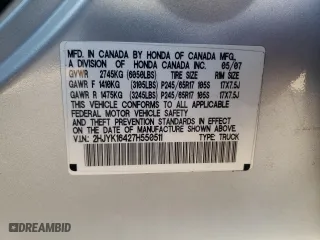 MFD. IN CANADA BY HONDA OF CANADA MFG.,
A DIVISION OF HONDA CANADA INC. 05/07
GVWR 2745KG (6050LBS) TIRE SIZE RIM SIZE
GAWR F 1410KG (3105LBS) P245/65R17 105S 17X7.5J
GAWR R 1475KG (3245LBS) P245/65R17 105S 17X7.5J
THIS VEHICLE CONFORMS TO ALL APPLICABLE
FEDERAL MOTOR VEHICLE SAFETY STANDARDS IN
EFFECT ON THE DATE OF MANUFACTURE SHOWN ABOVE.
V.I.N.: 2HJYK16427H550511 TYPE: TRUCK
DREAMBID